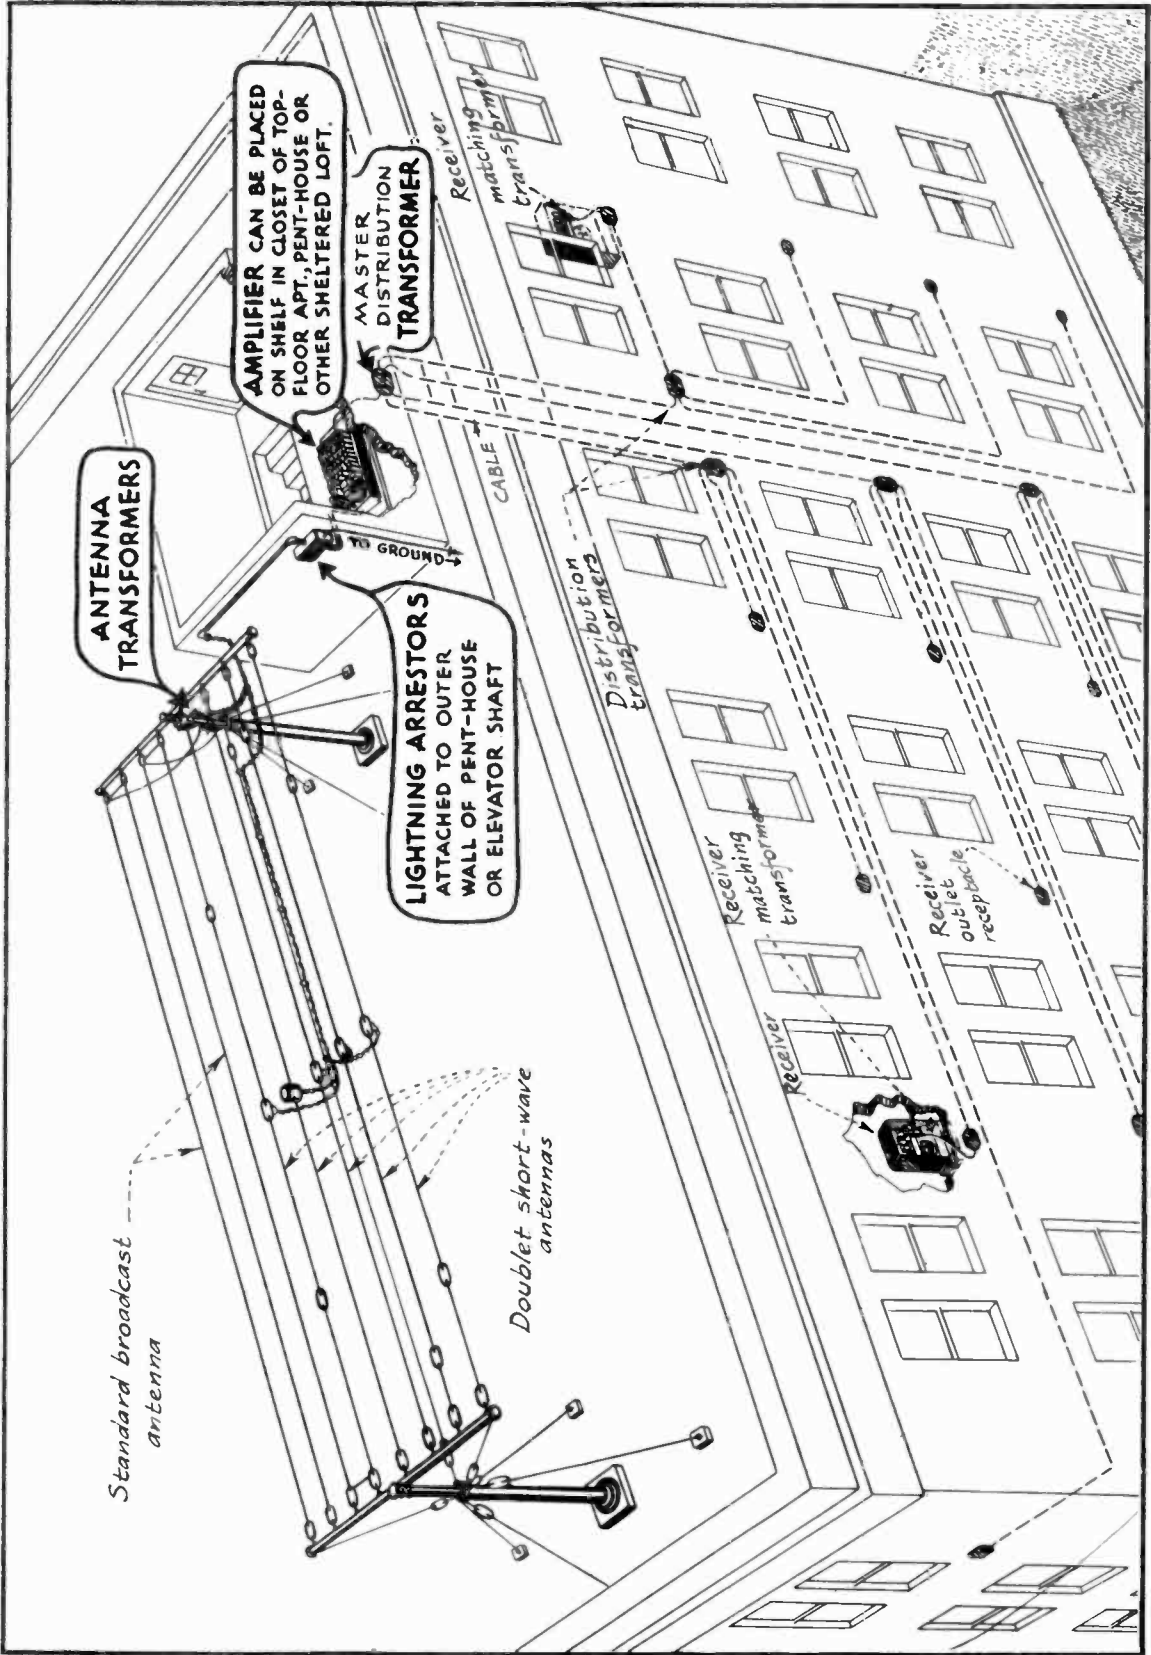 ANTENNA
TRANSFORMERS
AMPLIFIER CAN BE PLACED
ON SHELF IN CLOSET OF TOP-
FLOOR APT., PENT-HOUSE OR
OTHER SHELTERED LOFT.
MASTER
DISTRIBUTION
TRANSFORMER
Receiver
matching
transformer
CABLE
TO GROUND
LIGHTNING ARRESTORS
ATTACHED TO OUTER
WALL OF PENT-HOUSE
OR ELEVATOR SHAFT
Distribution
transformers
Standard broadcast
antenna
Doublet short-wave
antennas
Receiver
matching
transformer
Receiver
Receiver
outlet
receptacle